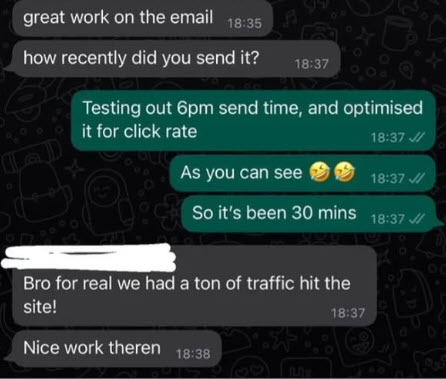 great work on the email 18:35
how recently did you send it? 18:37
Testing out 6pm send time, and optimised
it for click rate 18:37
As you can see 🤣🤣 18:37
So it's been 30 mins 18:37
Bro for real we had a ton of traffic hit the
site! 18:37
Nice work theren 18:38